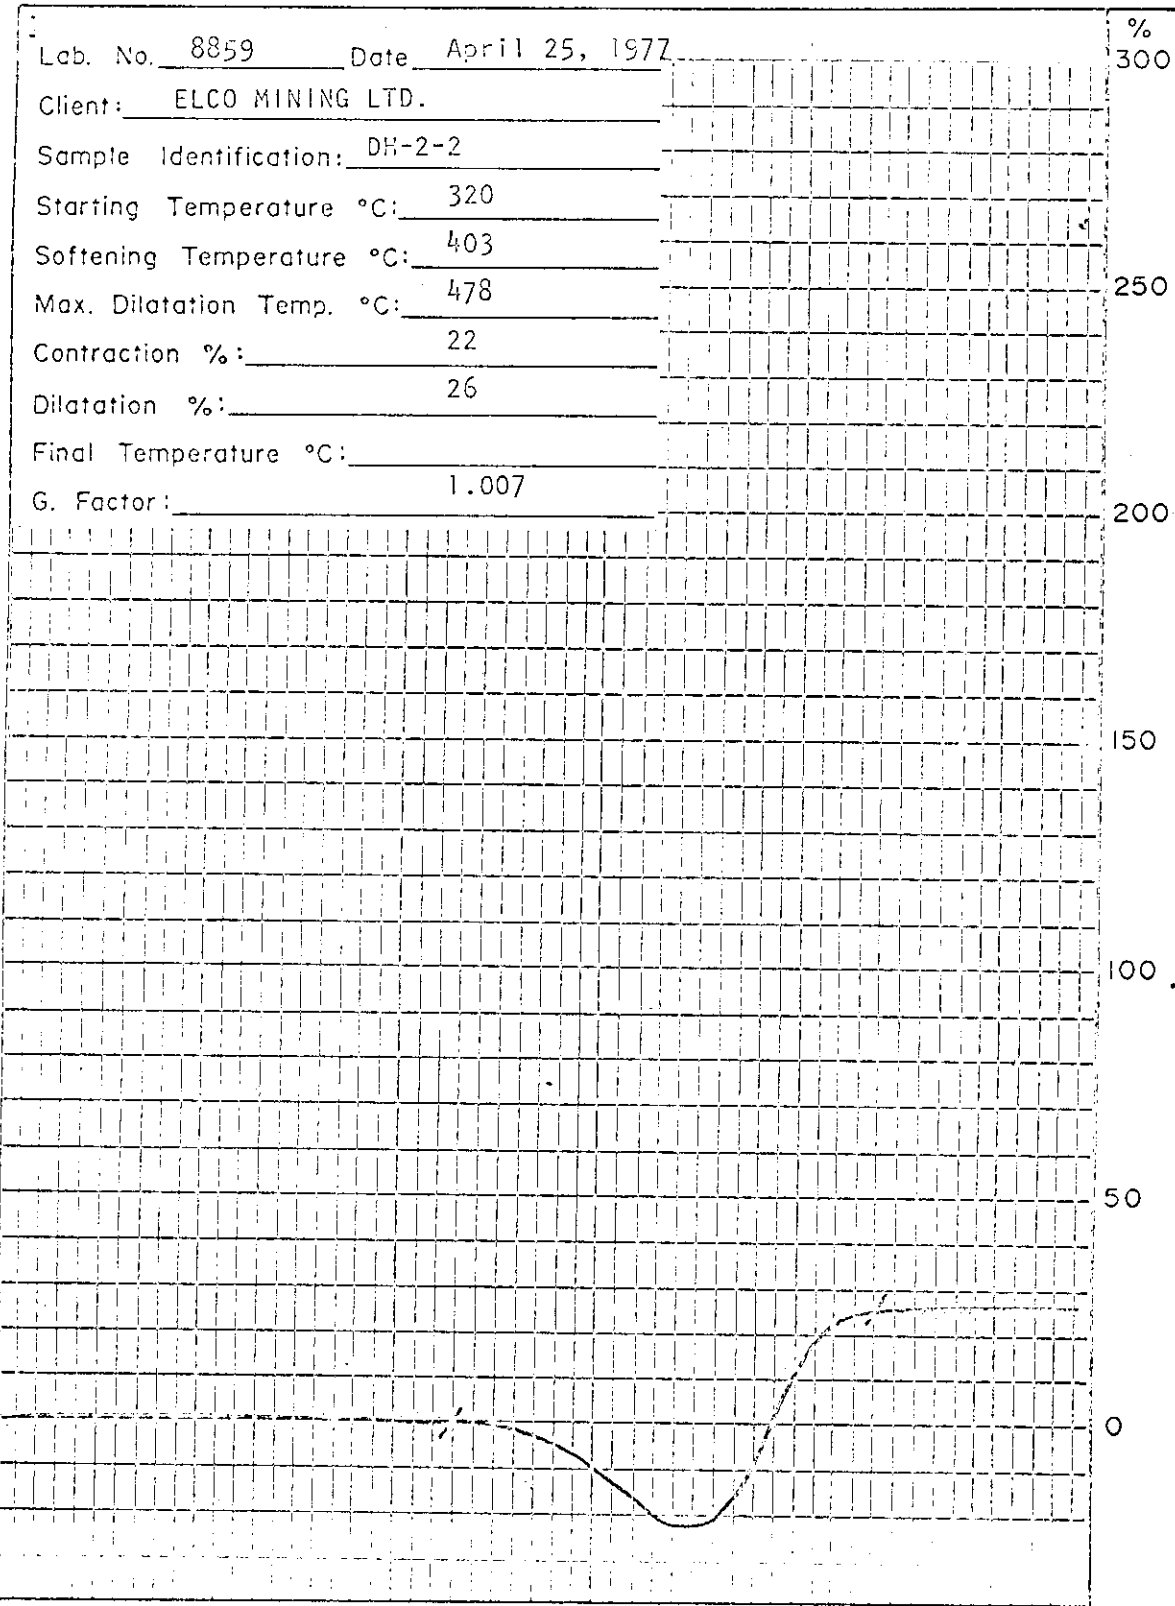 Lab. No. 8859 Date April 25, 1977
Client: ELCO MINING LTD.
Sample Identification: DH-2-2
Starting Temperature °C: 320
Softening Temperature °C: 403
Max. Dilatation Temp. °C: 478
Contraction %: 22
Dilatation %: 26
Final Temperature °C:
G. Factor: 1.007
%
300
250
200
150
100
50
0